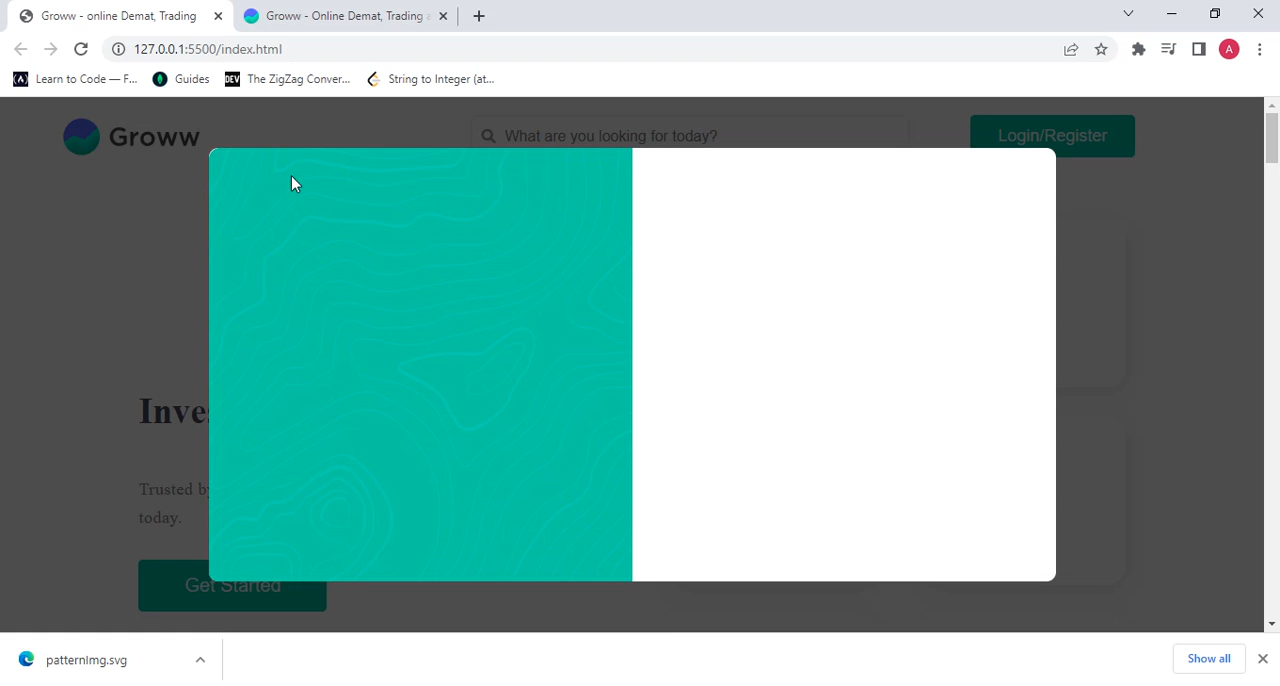 Groww - online Demat, Trading
Groww - Online Demat, Trading a
127.0.0.1:5500/index.html
A
(A) Learn to Code — F...
Guides
DEV The ZigZag Conver...
String to Integer (at...
Groww
What are you looking for today?
Login/Register
Inves
Trusted by
today.
Get Started
patternImg.svg
Show all